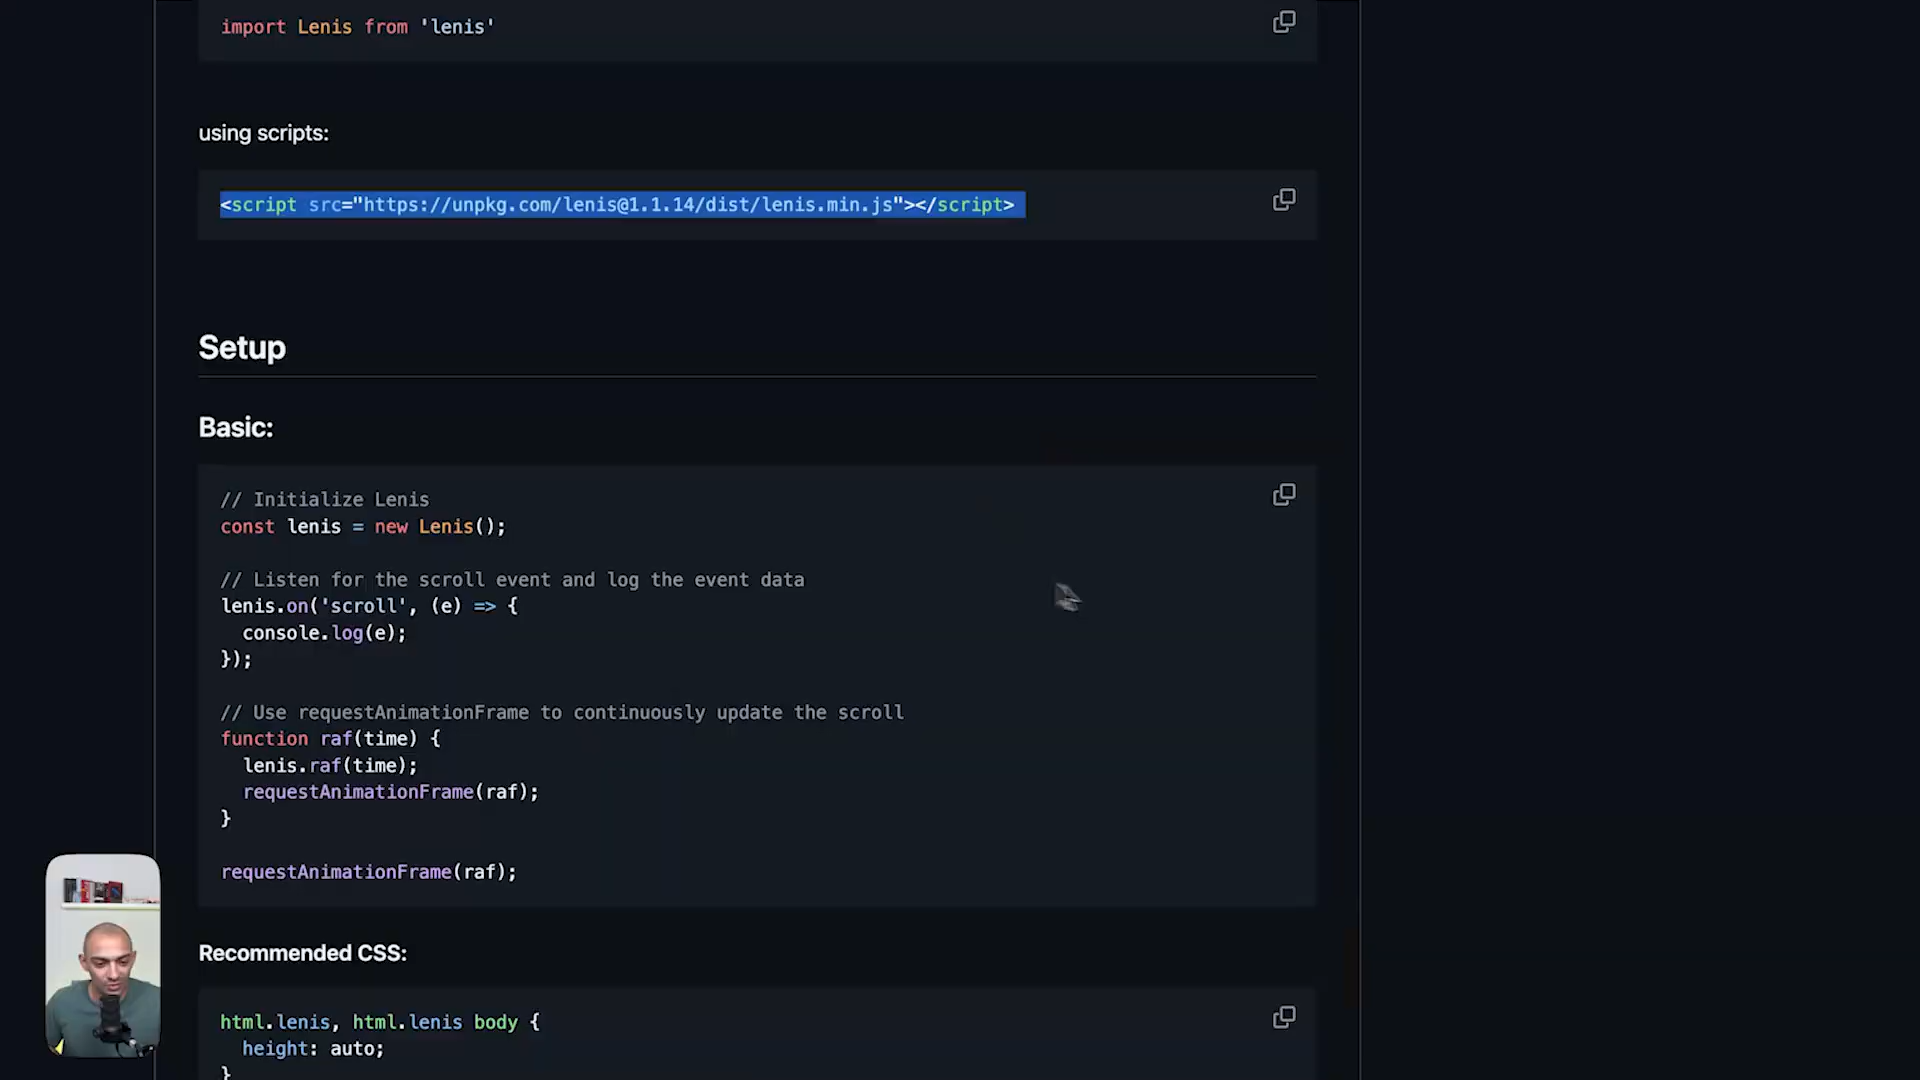 import Lenis from 'lenis'
using scripts:
<script src="https://unpkg.com/lenis@1.1.14/dist/lenis.min.js"></script>
Setup
Basic:
// Initialize Lenis
const lenis = new Lenis();
// Listen for the scroll event and log the event data
lenis.on('scroll', (e) => {
  console.log(e);
});
// Use requestAnimationFrame to continuously update the scroll
function raf(time) {
  lenis.raf(time);
  requestAnimationFrame(raf);
}
requestAnimationFrame(raf);
Recommended CSS:
html.lenis, html.lenis body {
  height: auto;
}